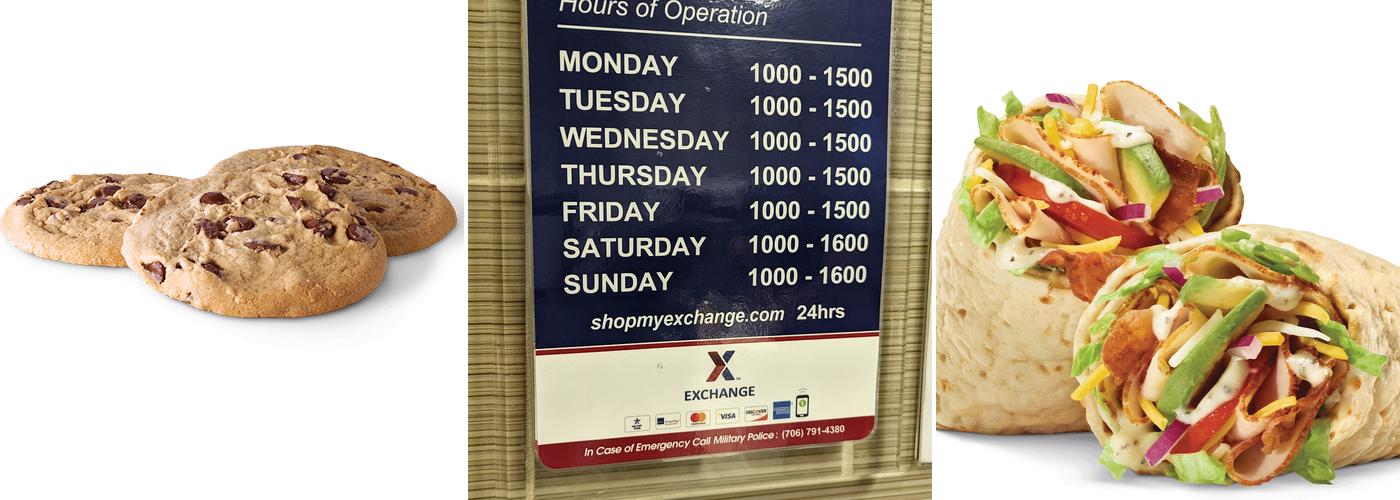 Hours of Operation
MONDAY 1000 - 1500
TUESDAY 1000 - 1500
WEDNESDAY 1000 - 1500
THURSDAY 1000 - 1500
FRIDAY 1000 - 1500
SATURDAY 1000 - 1600
SUNDAY 1000 - 1600
shopmyexchange.com 24hrs
X
EXCHANGE
VISA
DISCOVER
In Case of Emergency Call Military Police : (706) 791-4380